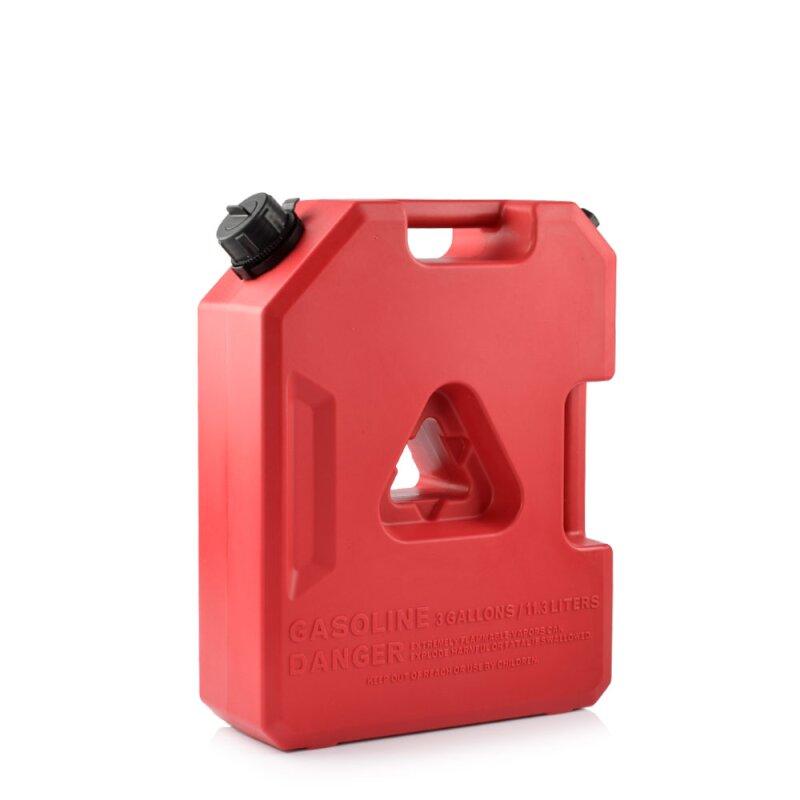 GASOLINE 3 GALLONS / 11.3 LITERS
DANGER EXTREMELY FLAMMABLE VAPORS CAN
EXPLODE HARMFUL OR FATAL IF SWALLOWED
KEEP OUT OF REACH OR USE BY CHILDREN.